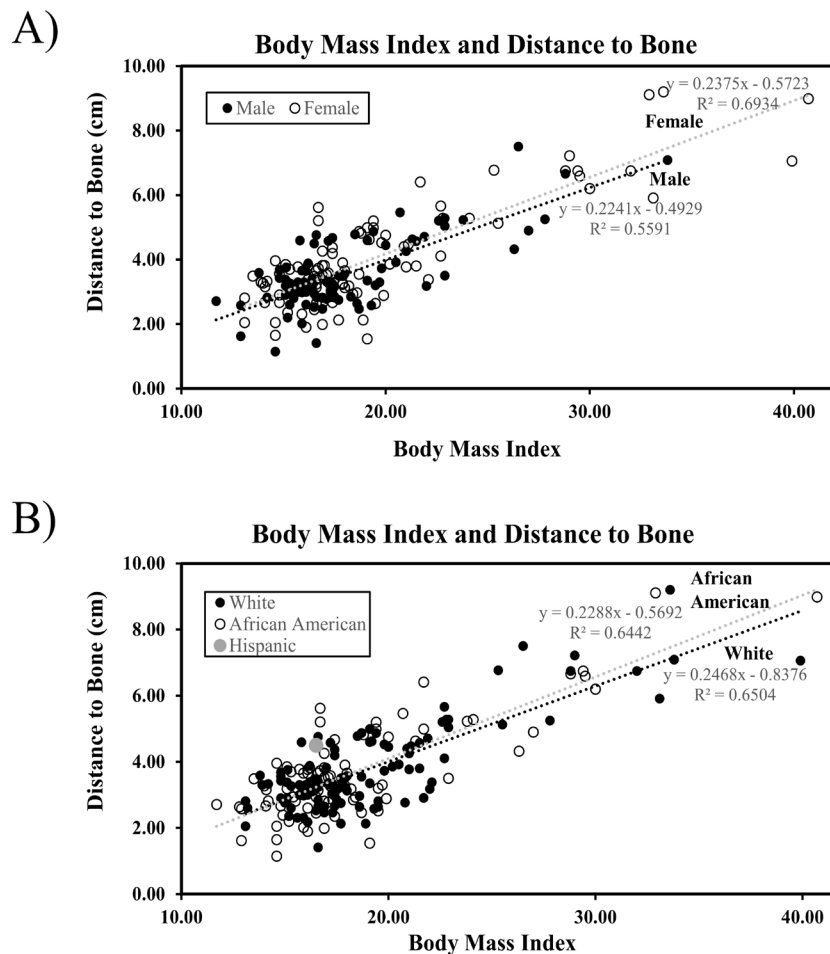 A)
Body Mass Index and Distance to Bone
10.00
8.00
6.00
4.00
2.00
0.00
Distance to Bone (cm)
Male Female
y = 0.2375x - 0.5723
R² = 0.6934
Female
Male
y = 0.2241x - 0.4929
R² = 0.5591
10.00 20.00 30.00 40.00
Body Mass Index
B)
Body Mass Index and Distance to Bone
10.00
8.00
6.00
4.00
2.00
0.00
Distance to Bone (cm)
White
African American
Hispanic
African
American
y = 0.2288x - 0.5692
R² = 0.6442
White
y = 0.2468x - 0.8376
R² = 0.6504
10.00 20.00 30.00 40.00
Body Mass Index